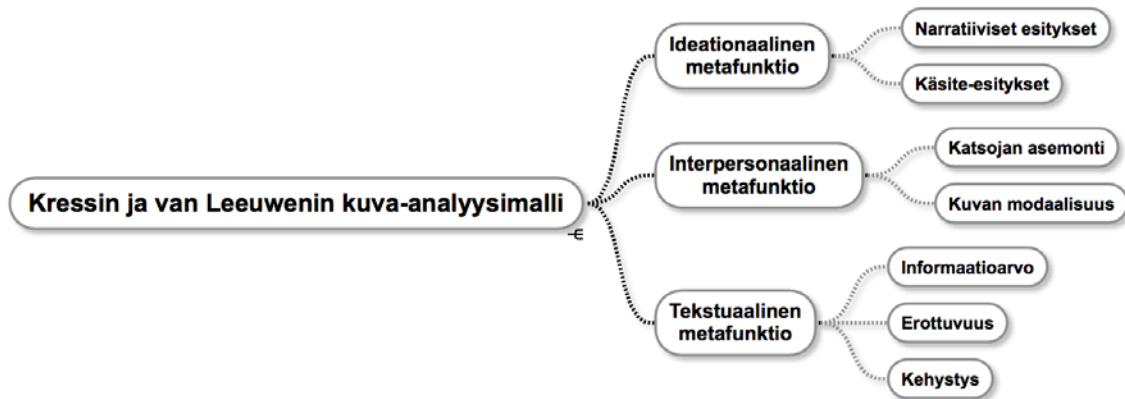 Kressin ja van Leeuwenin kuva-analyysimalli
Ideationaalinen
metafunktio
Narratiiviset esitykset
Käsite-esitykset
Interpersonaalinen
metafunktio
Katsojan asemonti
Kuvan modaalisuus
Tekstuaalinen
metafunktio
Informaatioarvo
Erottuvuus
Kehystys